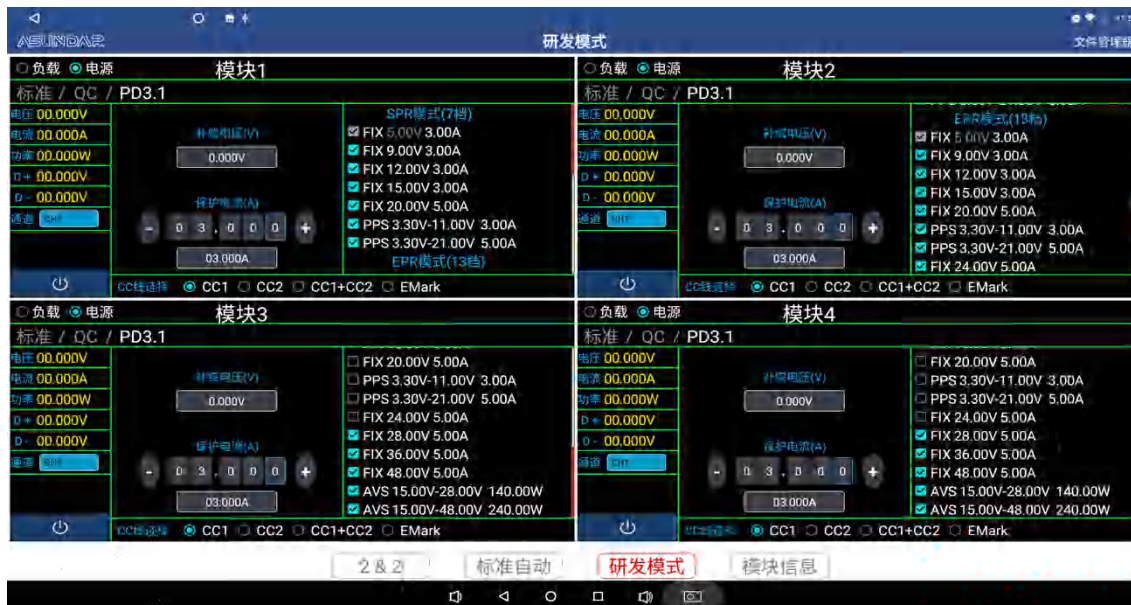 ASUNDAR 研发模式 文件管理器
负载 电源 模块1
标准 / QC / PD3.1
电压 00.000V
电流 00.000A
功率 00.000W
D+ 00.000V
D- 00.000V
通道
补偿电压(V)
0.000V
保护电流(A)
- 0 3 . 0 0 0 +
03.000A
SPR模式(7档)
FIX 5.00V 3.00A
FIX 9.00V 3.00A
FIX 12.00V 3.00A
FIX 15.00V 3.00A
FIX 20.00V 5.00A
PPS 3.30V-11.00V 3.00A
PPS 3.30V-21.00V 5.00A
EPR模式(13档)
CC线选择 CC1 CC2 CC1+CC2 EMark
负载 电源 模块2
标准 / QC / PD3.1
电压 00.000V
电流 00.000A
功率 00.000W
D+ 00.000V
D- 00.000V
通道 CH1
补偿电压(V)
0.000V
保护电流(A)
- 0 3 . 0 0 0 +
03.000A
EPR模式(13档)
FIX 5.00V 3.00A
FIX 9.00V 3.00A
FIX 12.00V 3.00A
FIX 15.00V 3.00A
FIX 20.00V 5.00A
PPS 3.30V-11.00V 3.00A
PPS 3.30V-21.00V 5.00A
FIX 24.00V 5.00A
CC线选择 CC1 CC2 CC1+CC2 EMark
负载 电源 模块3
标准 / QC / PD3.1
电压 00.000V
电流 00.000A
功率 00.000W
D+ 00.000V
D- 00.000V
通道
补偿电压(V)
0.000V
保护电流(A)
- 0 3 . 0 0 0 +
03.000A
FIX 20.00V 5.00A
PPS 3.30V-11.00V 3.00A
PPS 3.30V-21.00V 5.00A
FIX 24.00V 5.00A
FIX 28.00V 5.00A
FIX 36.00V 5.00A
FIX 48.00V 5.00A
AVS 15.00V-28.00V 140.00W
AVS 15.00V-48.00V 240.00W
CC线选择 CC1 CC2 CC1+CC2 EMark
负载 电源 模块4
标准 / QC / PD3.1
电压 00.000V
电流 00.000A
功率 00.000W
D+ 00.000V
D- 00.000V
通道 CH1
补偿电压(V)
0.000V
保护电流(A)
- 0 3 . 0 0 0 +
03.000A
FIX 20.00V 5.00A
PPS 3.30V-11.00V 3.00A
PPS 3.30V-21.00V 5.00A
FIX 24.00V 5.00A
FIX 28.00V 5.00A
FIX 36.00V 5.00A
FIX 48.00V 5.00A
AVS 15.00V-28.00V 140.00W
AVS 15.00V-48.00V 240.00W
CC线选择 CC1 CC2 CC1+CC2 EMark
2 & 2 标准自动 研发模式 模块信息